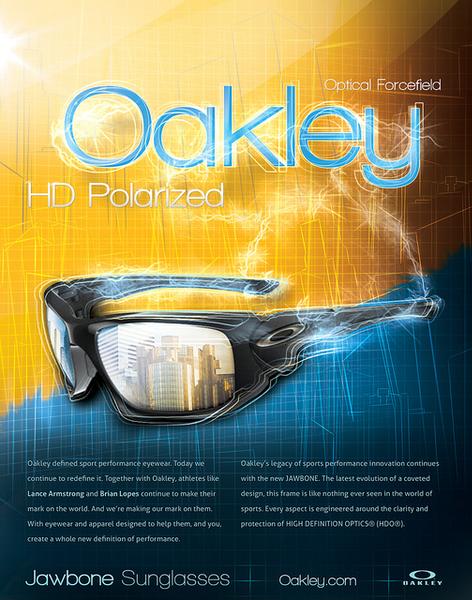 Optical Forcefield
Oakley
HD Polarized
Oakley defined sport performance eyewear. Today we
continue to redefine it. Together with Oakley, athletes like
Lance Armstrong and Brian Lopes continue to make their
mark on the world. And we're making our mark on them.
With eyewear and apparel designed to help them, and you,
create a whole new definition of performance.
Oakley's legacy of sports performance innovation continues
with the new JAWBONE. The latest evolution of a coveted
design, this frame is like nothing ever seen in the world of
sports. Every aspect is engineered around the clarity and
protection of HIGH DEFINITION OPTICS® (HDO®).
Jawbone Sunglasses
Oakley.com
OAKLEY